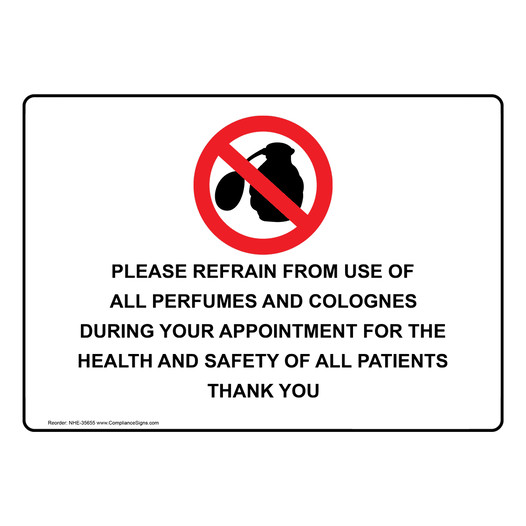 PLEASE REFRAIN FROM USE OF
ALL PERFUMES AND COLOGNES
DURING YOUR APPOINTMENT FOR THE
HEALTH AND SAFETY OF ALL PATIENTS
THANK YOU
Reorder: NHE-35655 www.ComplianceSigns.com